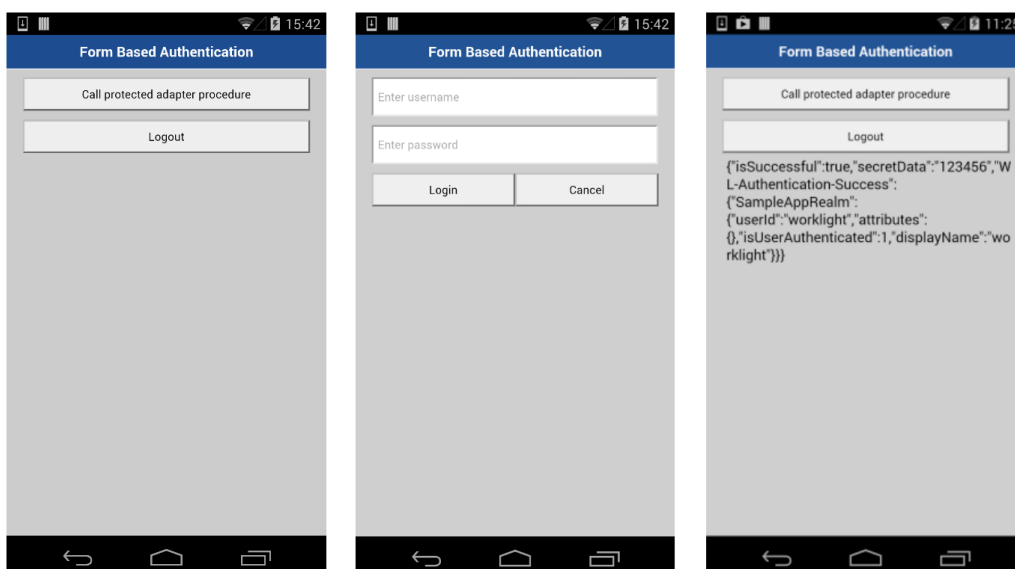 15:42
Form Based Authentication
Call protected adapter procedure
Logout
15:42
Form Based Authentication
Enter username
Enter password
Login
Cancel
11:25
Form Based Authentication
Call protected adapter procedure
Logout
{"isSuccessful":true,"secretData":"123456","W
L-Authentication-Success":
{"SampleAppRealm":
{"userId":"worklight","attributes":
{},"isUserAuthenticated":1,"displayName":"wo
rklight"}}}